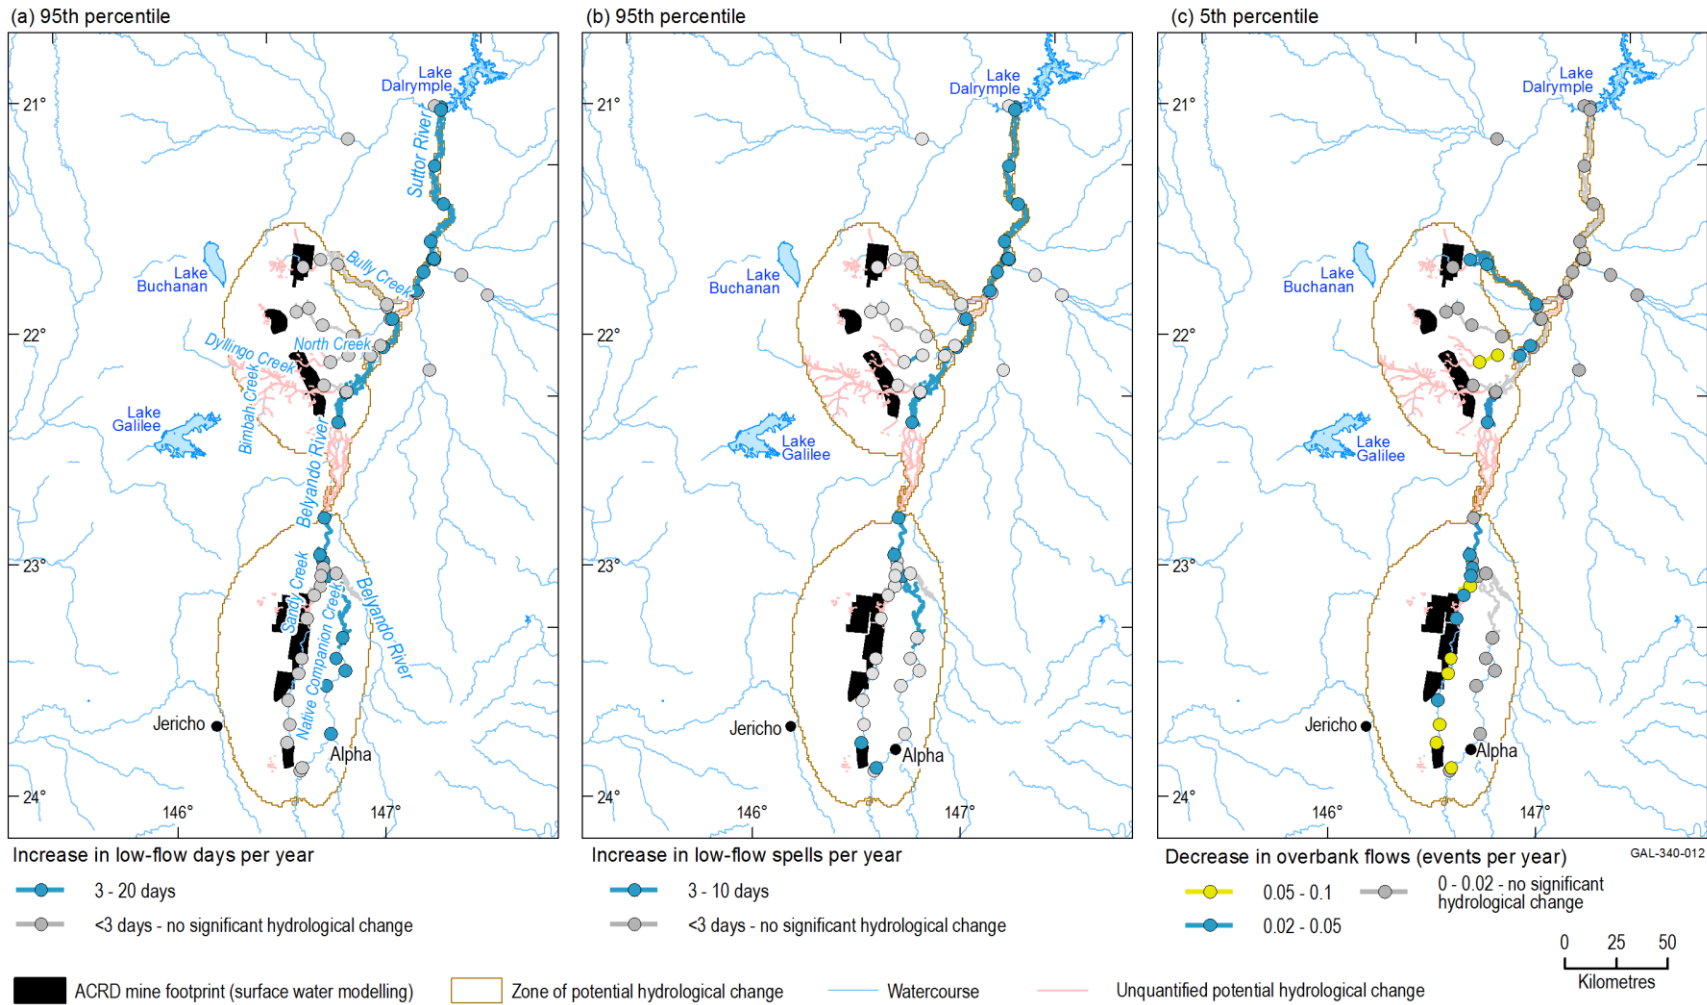 (a) 95th percentile
Lake
Dalrymple
21°
Suttor River
Bully Creek
Lake
Buchanan
22°
North Creek
Dyllingo Creek
Bimbah Creek
Lake
Galilee
Belyando River
23°
Sandy Creek
Native Companion Creek
Belyando River
Jericho
Alpha
24°
146°
147°
(b) 95th percentile
Lake
Dalrymple
21°
Lake
Buchanan
22°
Lake
Galilee
23°
Jericho
Alpha
24°
146°
147°
(c) 5th percentile
Lake
Dalrymple
21°
Lake
Buchanan
22°
Lake
Galilee
23°
Jericho
Alpha
24°
146°
147°
Increase in low-flow days per year
3 - 20 days
<3 days - no significant hydrological change
Increase in low-flow spells per year
3 - 10 days
<3 days - no significant hydrological change
Decrease in overbank flows (events per year)
GAL-340-012
0.05 - 0.1
0.02 - 0.05
0 - 0.02 - no significant
hydrological change
0 25 50
Kilometres
ACRD mine footprint (surface water modelling)
Zone of potential hydrological change
Watercourse
Unquantified potential hydrological change